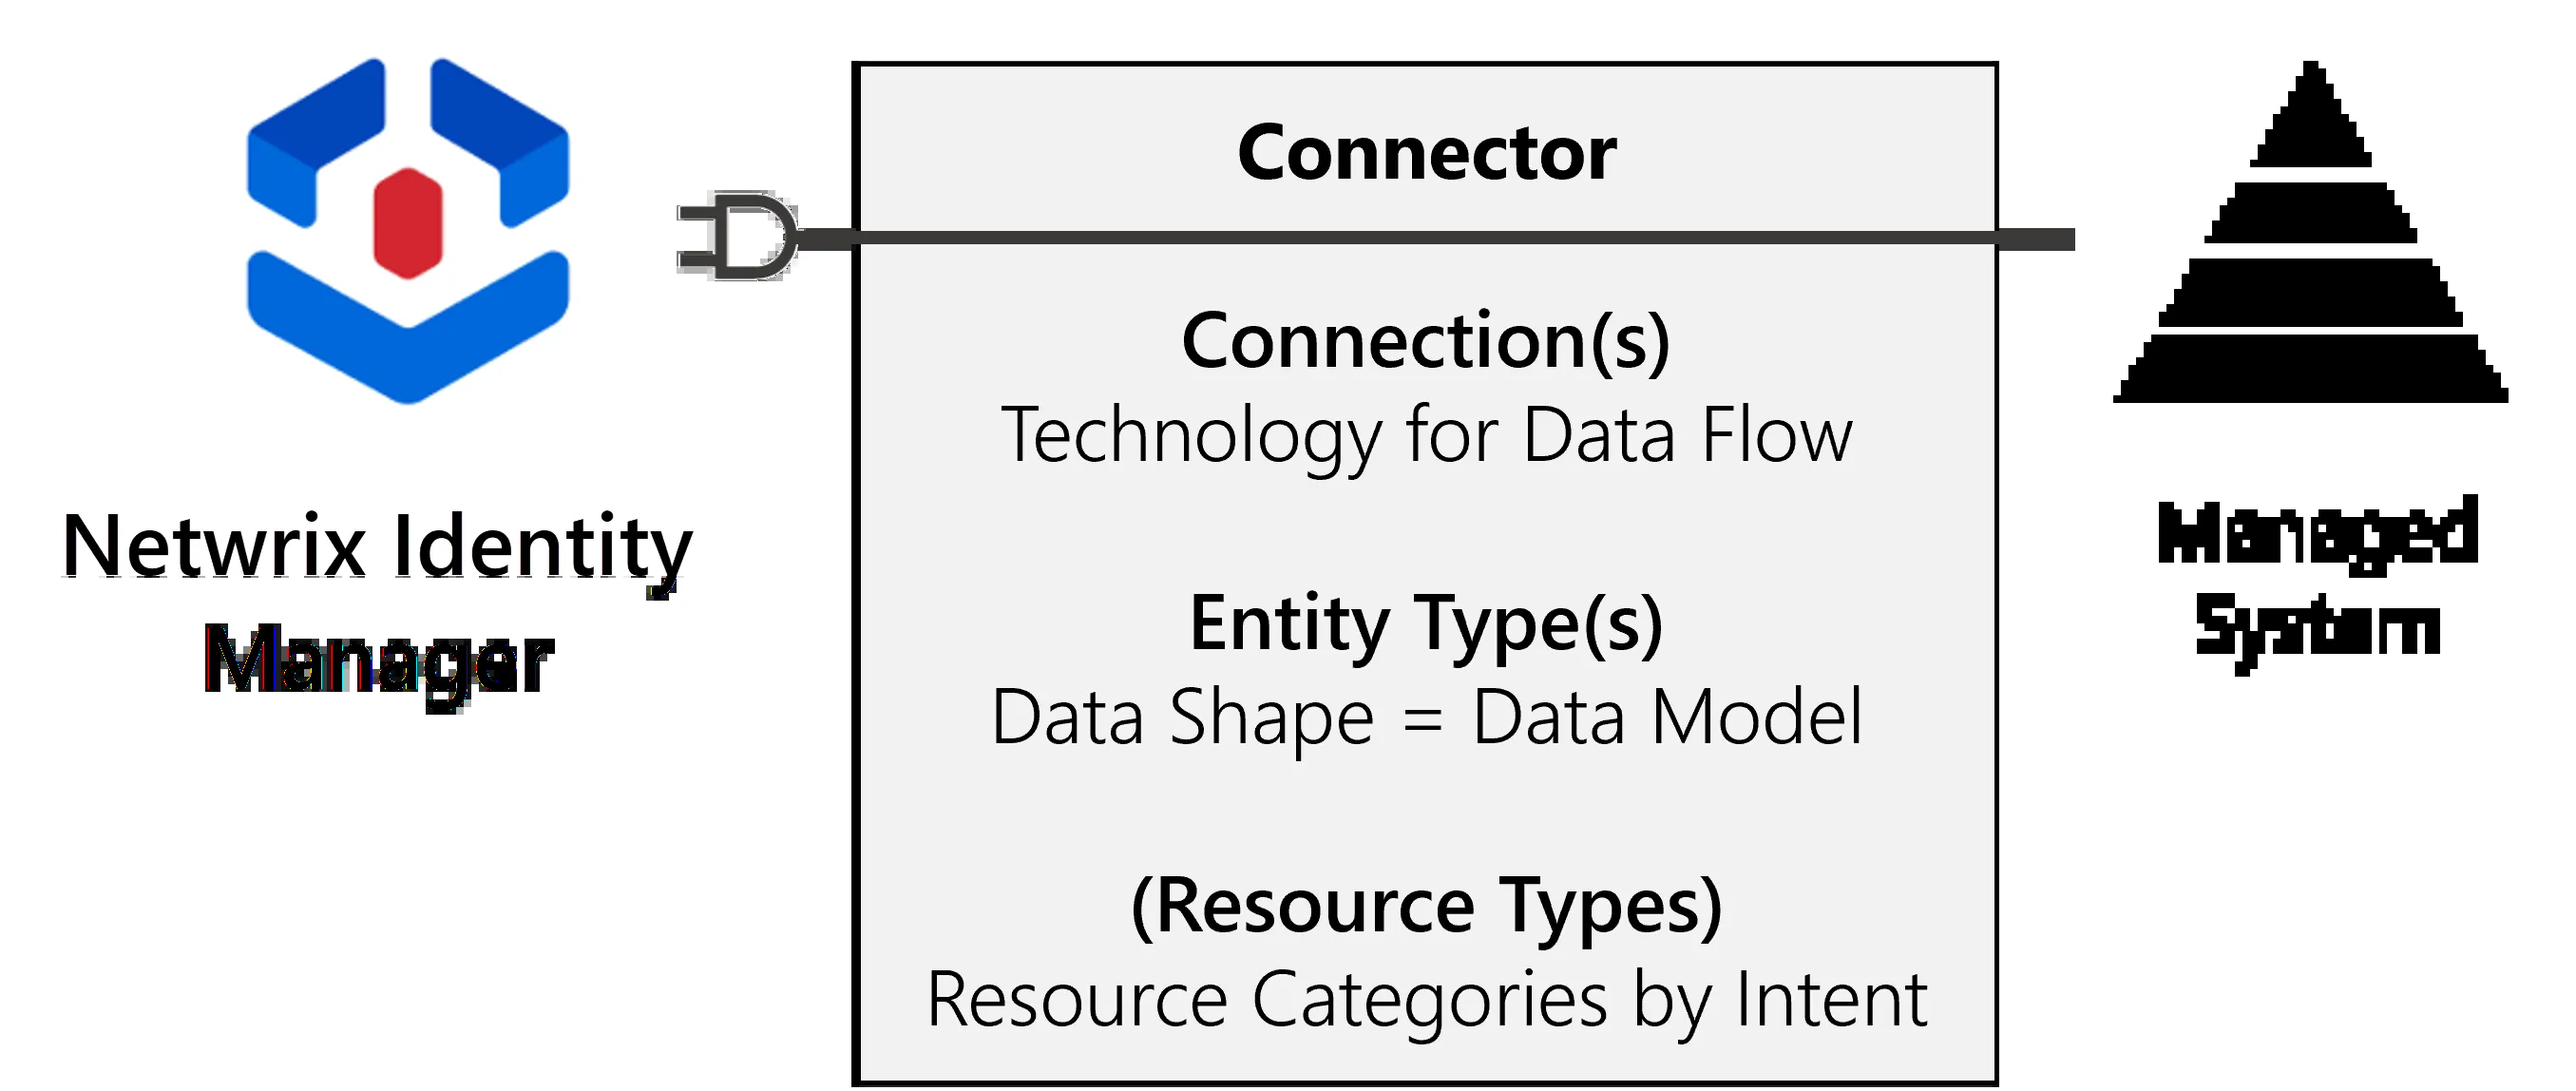 Netwrix Identity
Manager
Connector
Connection(s)
Technology for Data Flow
Entity Type(s)
Data Shape = Data Model
(Resource Types)
Resource Categories by Intent
Managed
System